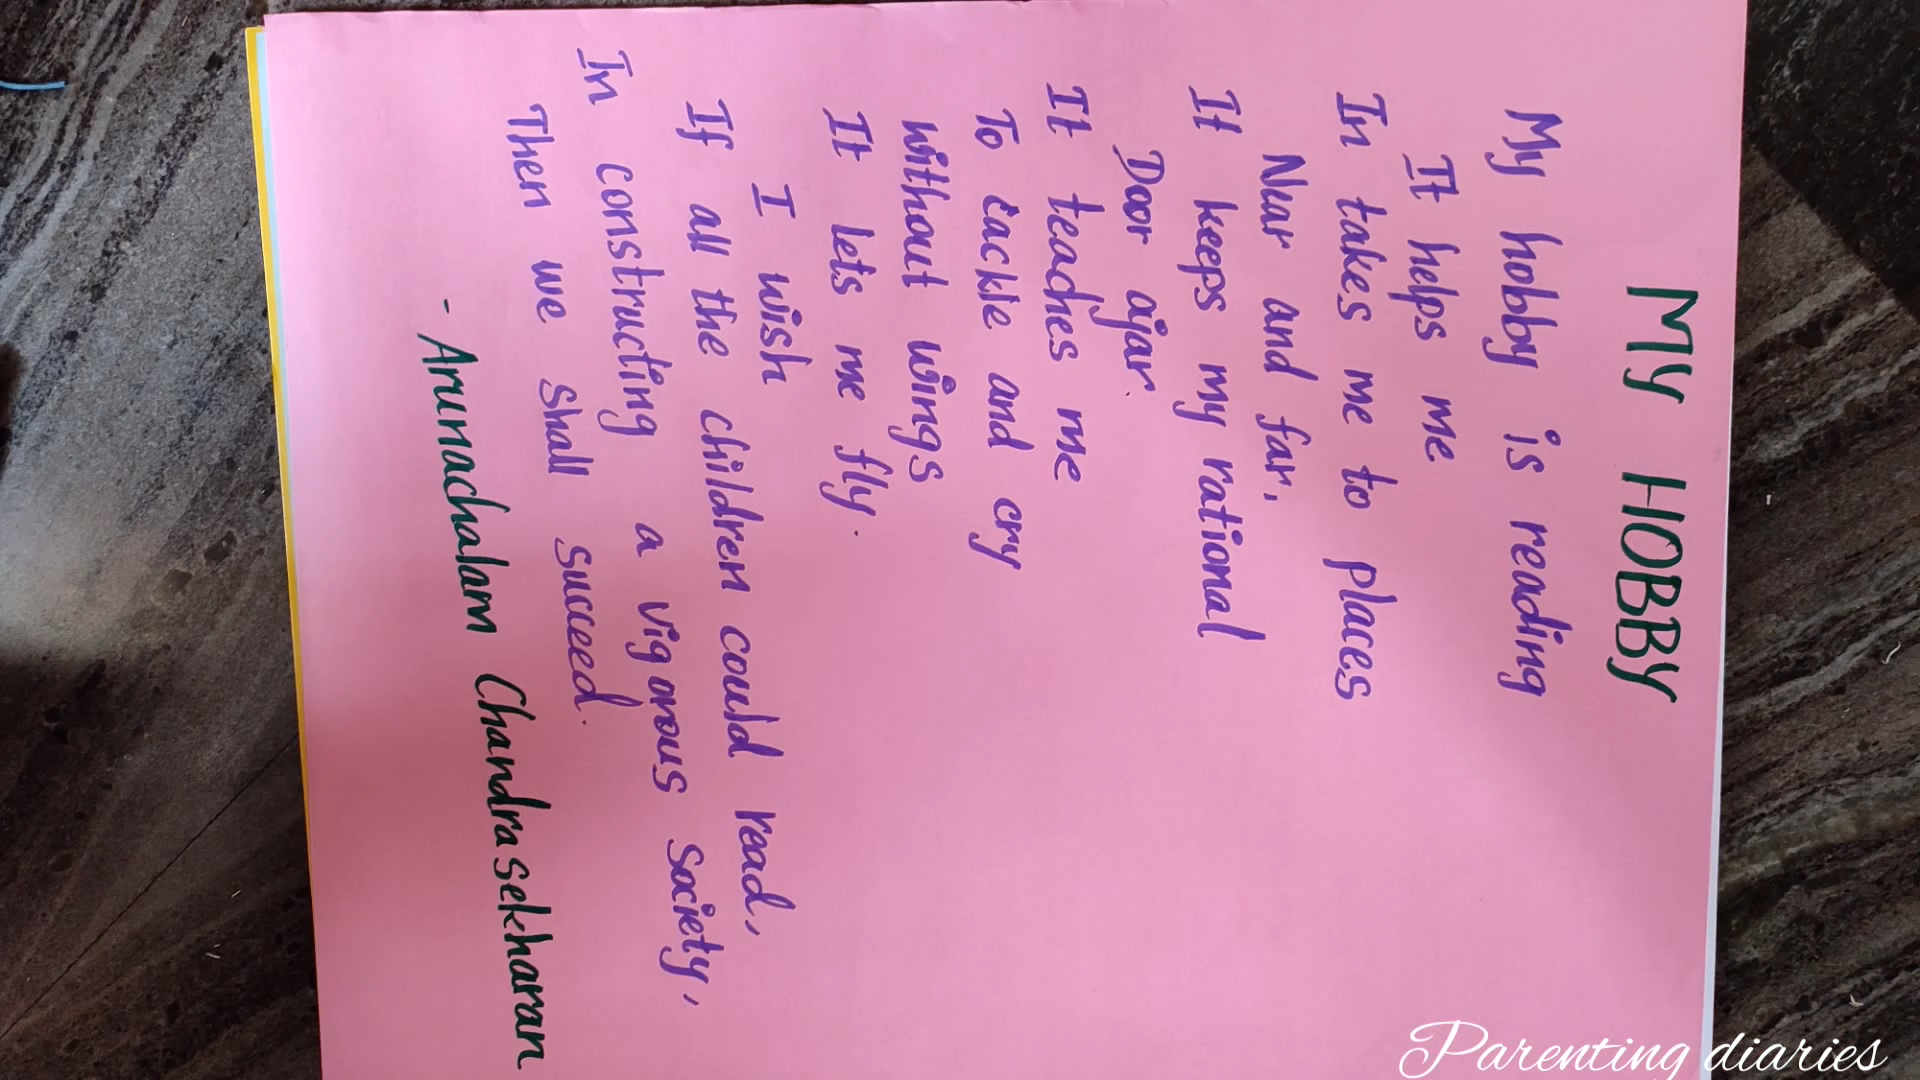 MY HOBBY
My hobby is reading
It helps me
In takes me to places
Near and far,
It keeps my rational
Door ajar.
It teaches me
To cackle and cry
without wings
It lets me fly.
I wish
If all the children could read,
In constructing a vigorous society,
Then we shall succeed.
- Arunachalam Chandrasekharan
Parenting diaries